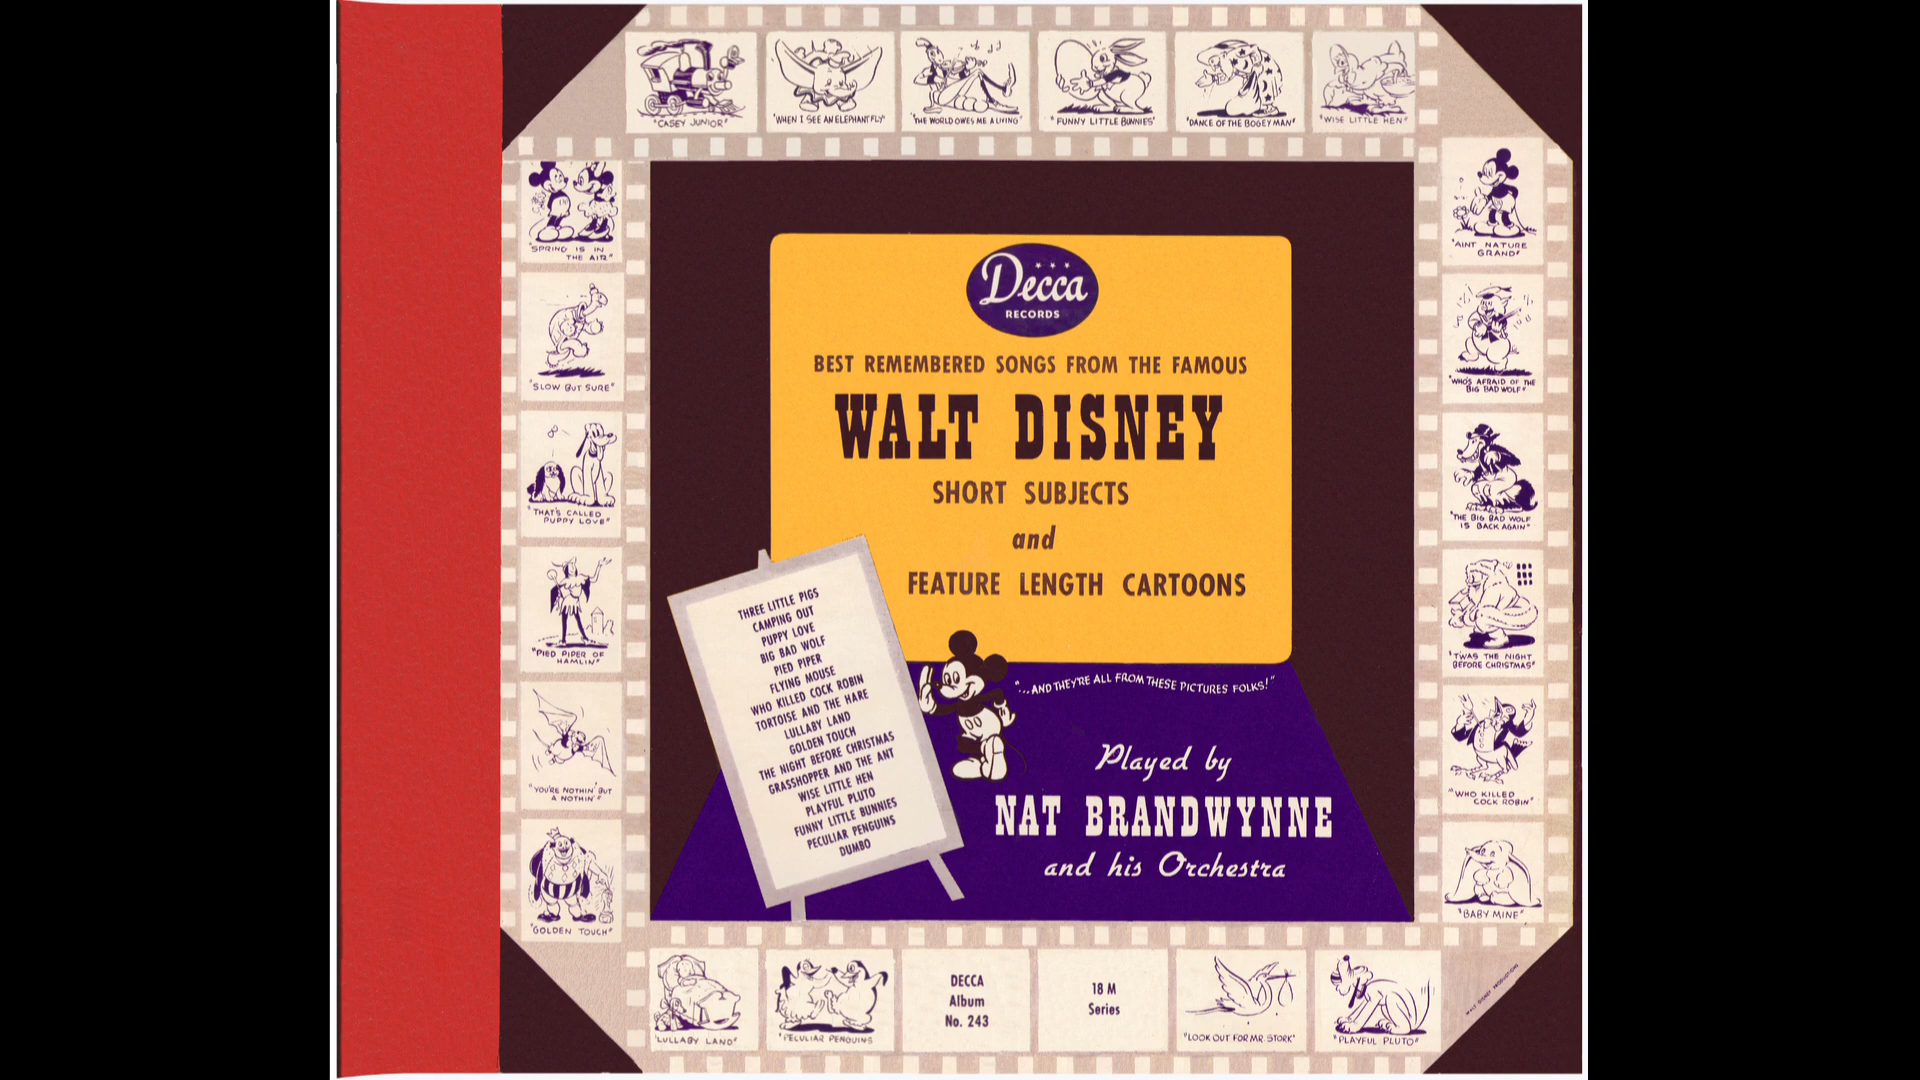 "CASEY JUNIOR"
"WHEN I SEE AN ELEPHANT FLY"
"THE WORLD OWES ME A LIVING"
"FUNNY LITTLE BUNNIES"
"DANCE OF THE BOGEY MAN"
"WISE LITTLE HEN"
"SPRING IS IN
THE AIR"
"SLOW BUT SURE"
"THAT'S CALLED
PUPPY LOVE"
"PIED PIPER OF
HAMLIN"
"YOU'RE NOTHIN' BUT
A NOTHIN'"
"GOLDEN TOUCH"
Decca
RECORDS
BEST REMEMBERED SONGS FROM THE FAMOUS
WALT DISNEY
SHORT SUBJECTS
and
FEATURE LENGTH CARTOONS
THREE LITTLE PIGS
CAMPING OUT
PUPPY LOVE
BIG BAD WOLF
PIED PIPER
FLYING MOUSE
WHO KILLED COCK ROBIN
TORTOISE AND THE HARE
LULLABY LAND
GOLDEN TOUCH
THE NIGHT BEFORE CHRISTMAS
GRASSHOPPER AND THE ANT
WISE LITTLE HEN
PLAYFUL PLUTO
FUNNY LITTLE BUNNIES
PECULIAR PENGUINS
DUMBO
"...AND THEY'RE ALL FROM THESE PICTURES FOLKS!"
Played by
NAT BRANDWYNNE
and his Orchestra
"AINT NATURE
GRAND"
"WHO'S AFRAID OF THE
BIG BAD WOLF"
"THE BIG BAD WOLF
IS BACK AGAIN"
"'TWAS THE NIGHT
BEFORE CHRISTMAS"
"WHO KILLED
COCK ROBIN"
"BABY MINE"
"LULLABY LAND"
"PECULIAR PENGUINS
DECCA
Album
No. 243
18 M
Series
"LOOK OUT FOR MR. STORK"
"PLAYFUL PLUTO"
WALT DISNEY PRODUCTIONS